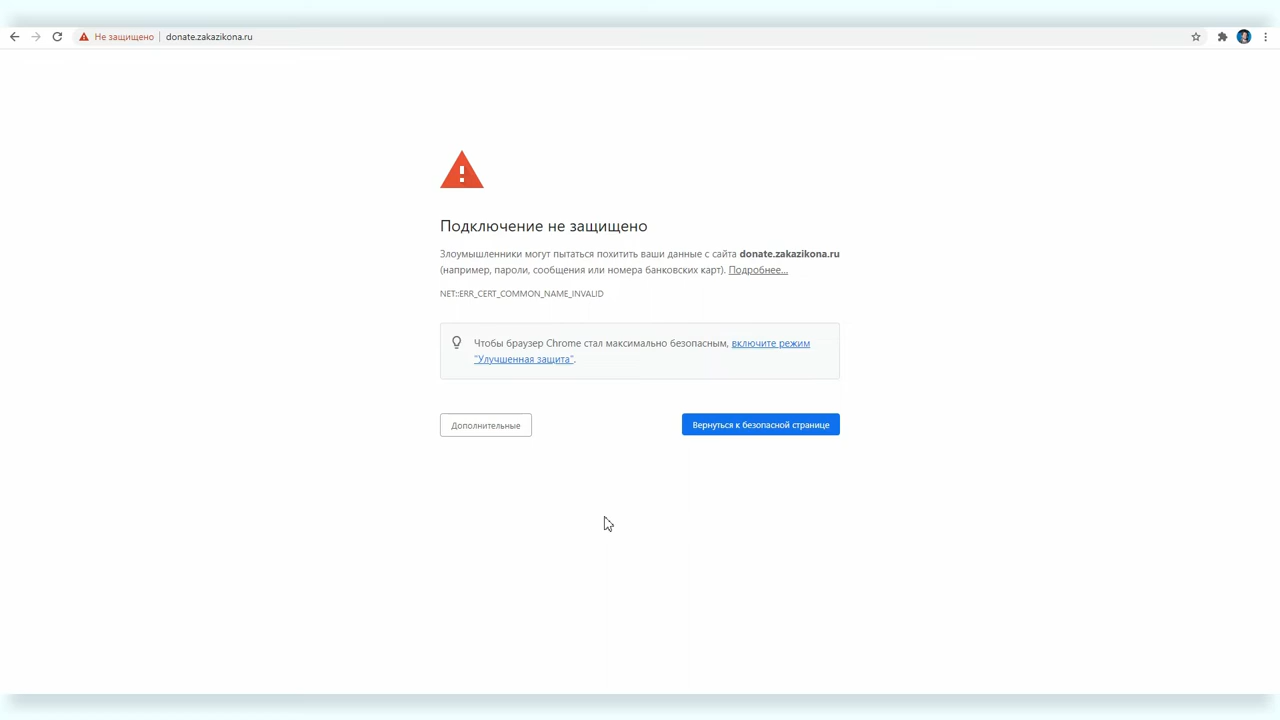 Не защищено donate.zakazikona.ru
Подключение не защищено
Злоумышленники могут пытаться похитить ваши данные с сайта donate.zakazikona.ru
(например, пароли, сообщения или номера банковских карт). Подробнее...
NET::ERR_CERT_COMMON_NAME_INVALID
Чтобы браузер Chrome стал максимально безопасным, включите режим
"Улучшенная защита".
Дополнительные
Вернуться к безопасной странице